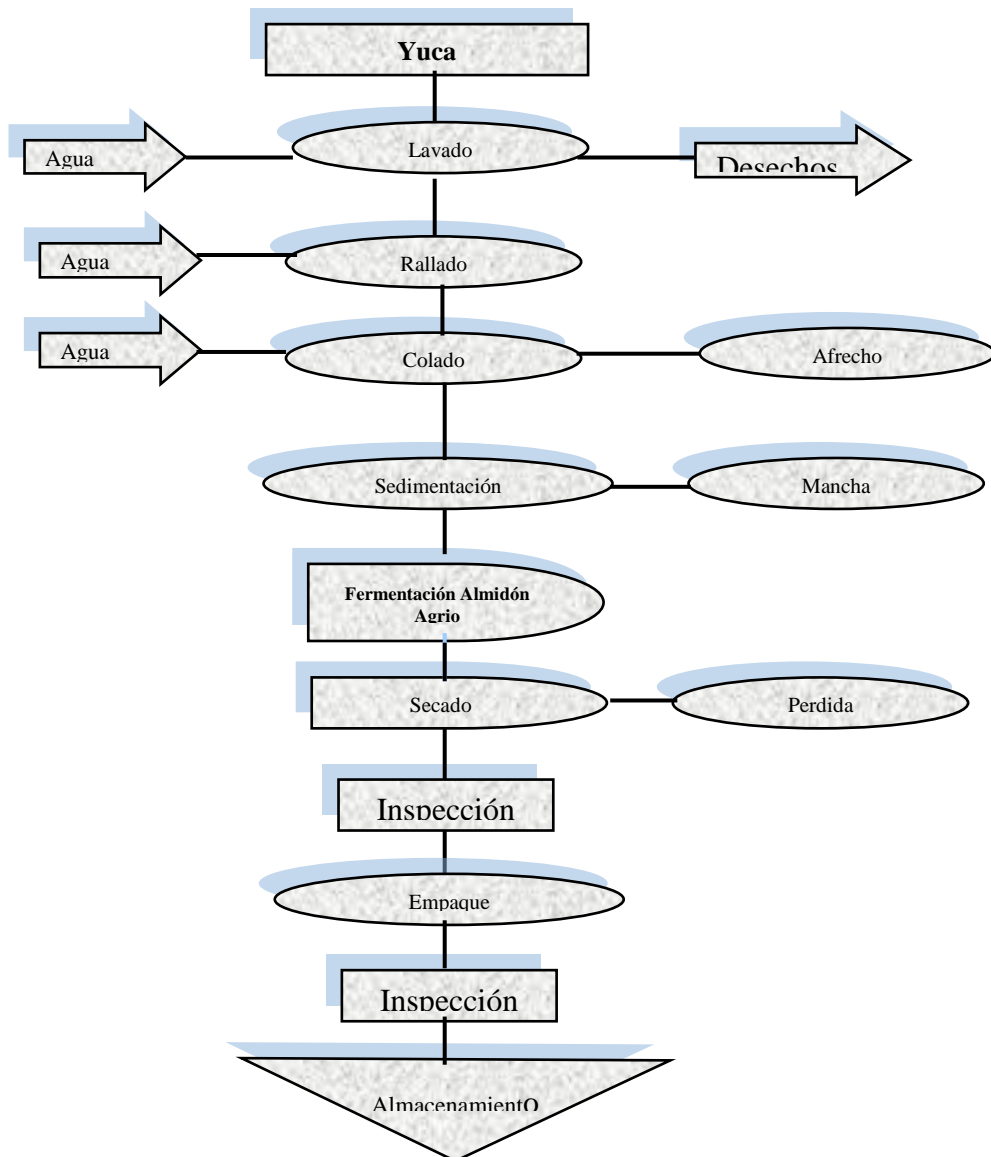 Yuca
Agua
Lavado
Desechos
Agua
Rallado
Agua
Colado
Afrecho
Sedimentación
Mancha
Fermentación Almidón
Agrio
Secado
Perdida
Inspección
Empaque
Inspección
Almacenamiento